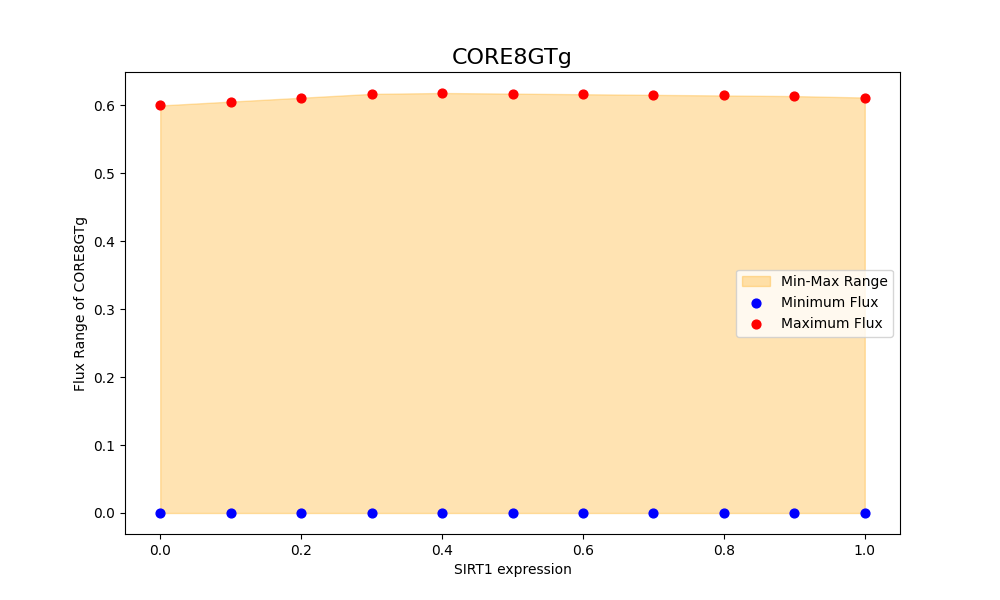 CORE8GTg
Flux Range of CORE8GTg
0.6
0.5
0.4
0.3
0.2
0.1
0.0
Min-Max Range
Minimum Flux
Maximum Flux
0.0 0.2 0.4 0.6 0.8 1.0
SIRT1 expression